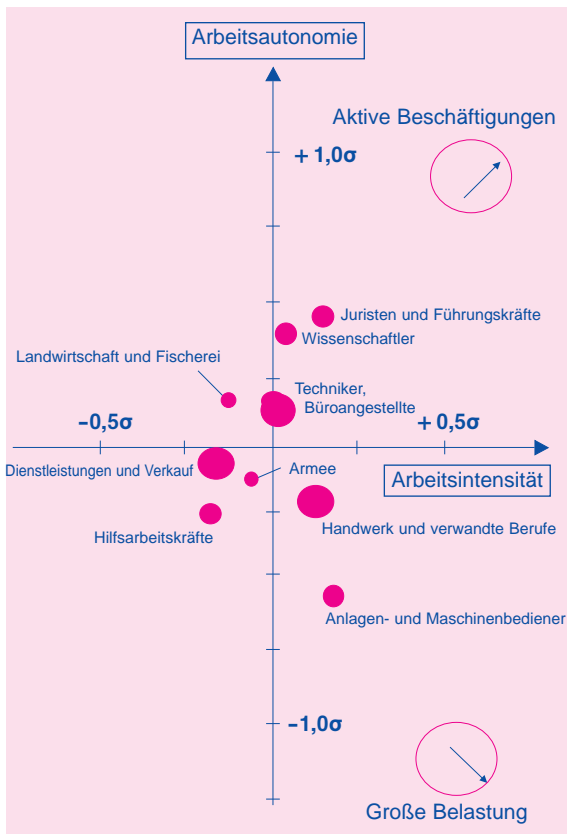 Arbeitsautonomie
Aktive Beschäftigungen
+ 1,0σ
Juristen und Führungskräfte
Wissenschaftler
Landwirtschaft und Fischerei
Techniker,
Büroangestellte
−0,5σ
+ 0,5σ
Dienstleistungen und Verkauf
Armee
Arbeitsintensität
Handwerk und verwandte Berufe
Hilfsarbeitskräfte
Anlagen- und Maschinenbediener
−1,0σ
Große Belastung